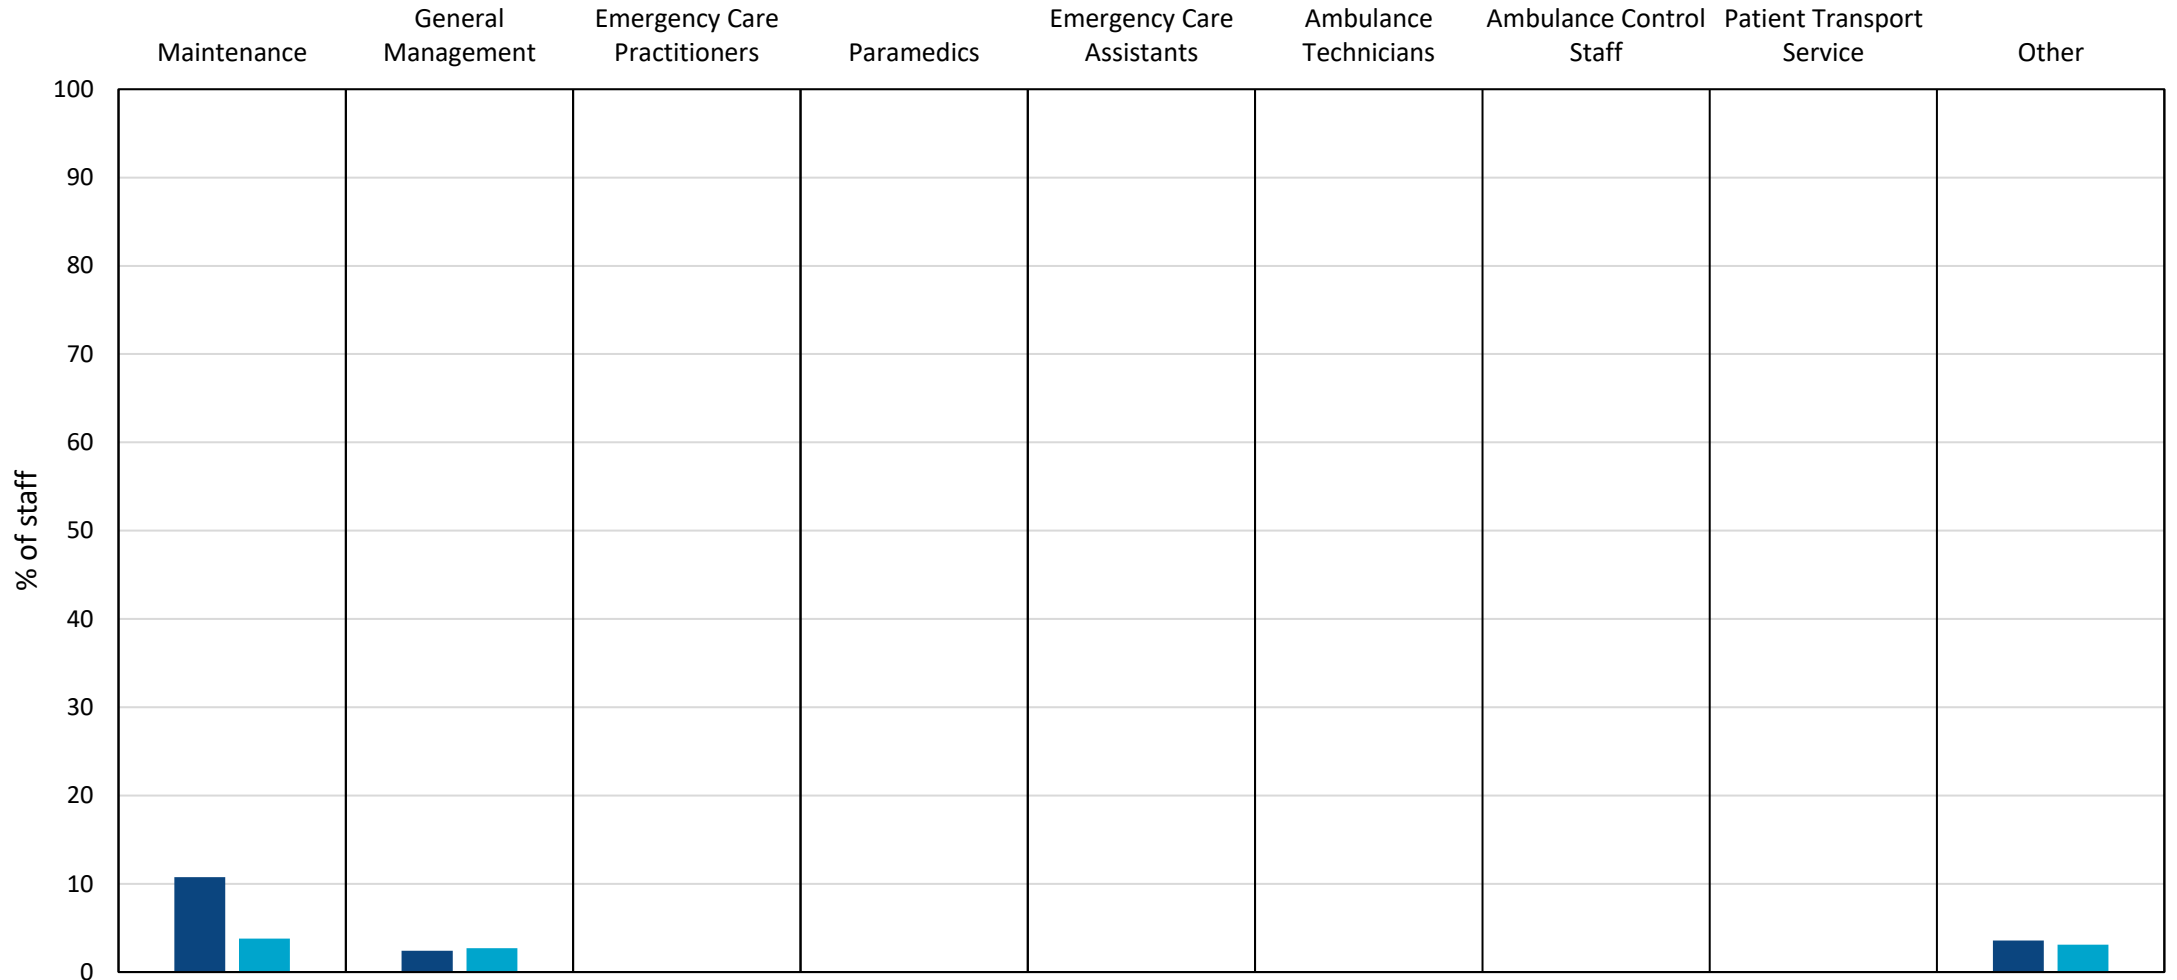 Maintenance
General
Management
Emergency Care
Practitioners
Paramedics
Emergency Care
Assistants
Ambulance
Technicians
Ambulance Control
Staff
Patient Transport
Service
Other
100
90
80
70
60
50
40
30
20
10
0
% of staff